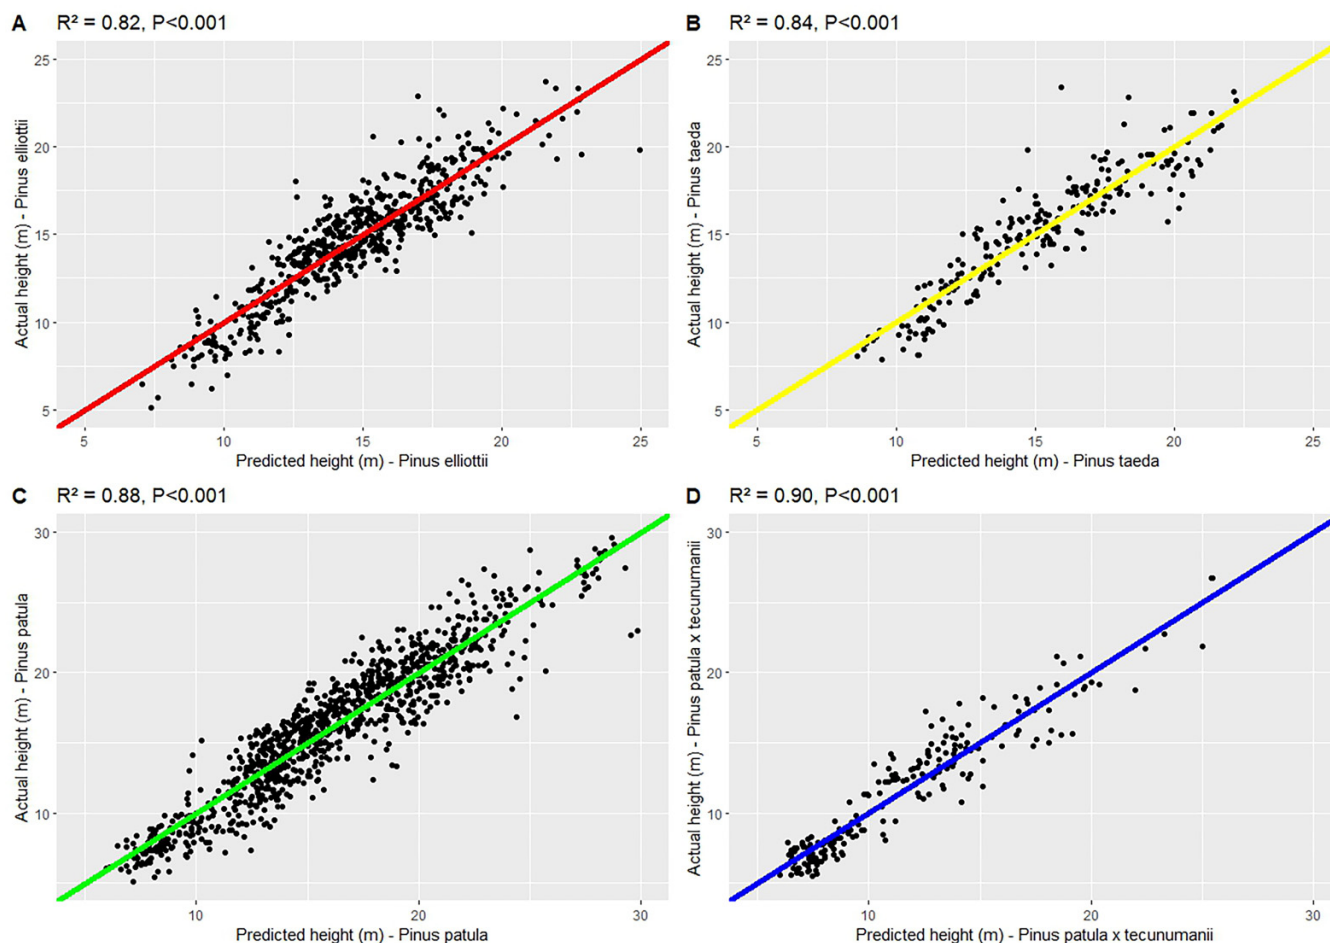 A R² = 0.82, P<0.001
25
20
15
10
5
Actual height (m) - Pinus elliottii
5 10 15 20 25
Predicted height (m) - Pinus elliottii
B R² = 0.84, P<0.001
25
20
15
10
5
Actual height (m) - Pinus taeda
5 10 15 20 25
Predicted height (m) - Pinus taeda
C R² = 0.88, P<0.001
30
20
10
Actual height (m) - Pinus patula
10 20 30
Predicted height (m) - Pinus patula
D R² = 0.90, P<0.001
30
20
10
Actual height (m) - Pinus patula x tecunumanii
10 20 30
Predicted height (m) - Pinus patula x tecunumanii